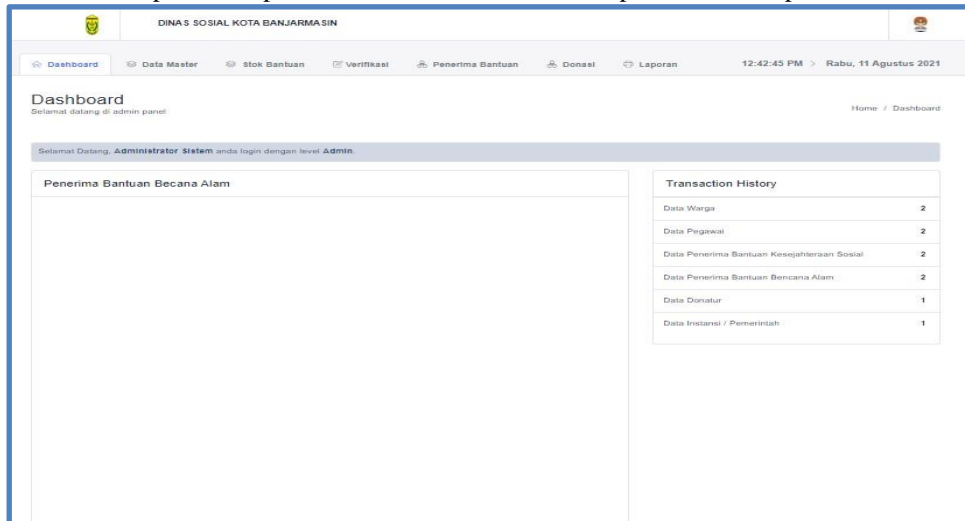 DINAS SOSIAL KOTA BANJARMASIN
Dashboard Data Master Stok Bantuan Verifikasi Penerima Bantuan Donasi Laporan 12:42:45 PM > Rabu, 11 Agustus 2021
Dashboard
Selamat datang di admin panel
Home / Dashboard
Selamat Datang, Administrator Sistem anda login dengan level Admin.
Penerima Bantuan Becana Alam
Transaction History
Data Warga 2
Data Pegawai 2
Data Penerima Bantuan Kesejahteraan Sosial 2
Data Penerima Bantuan Bencana Alam 2
Data Donatur 1
Data Instansi / Pemerintah 1